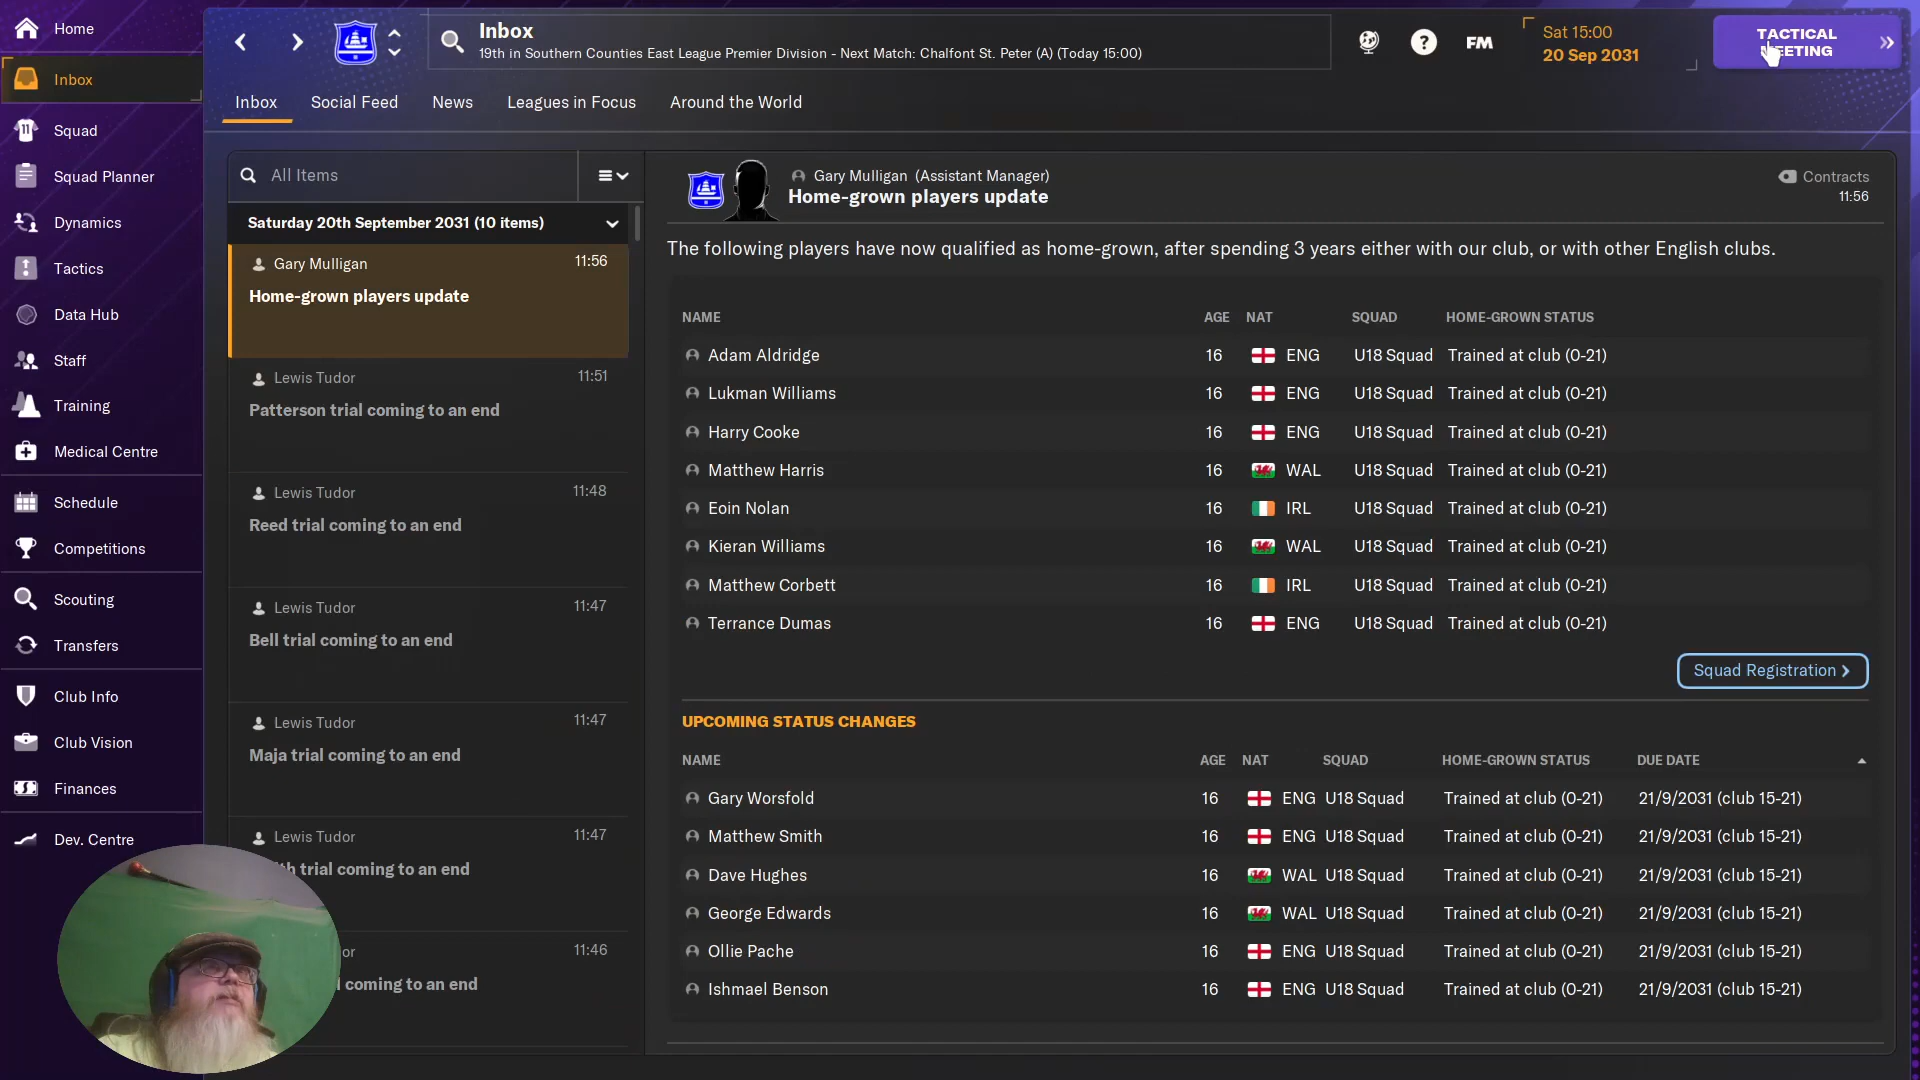 Home
Inbox
Squad
Squad Planner
Dynamics
Tactics
Data Hub
Staff
Training
Medical Centre
Schedule
Competitions
Scouting
Transfers
Club Info
Club Vision
Finances
Dev. Centre
Inbox
19th in Southern Counties East League Premier Division - Next Match: Chalfont St. Peter (A) (Today 15:00)
?
FM
Sat 15:00
20 Sep 2031
TACTICAL
Inbox
Social Feed
News
Leagues in Focus
Around the World
All Items
Saturday 20th September 2031 (10 items)
Gary Mulligan 11:56
Home-grown players update
Lewis Tudor 11:51
Patterson trial coming to an end
Lewis Tudor 11:48
Reed trial coming to an end
Lewis Tudor 11:47
Bell trial coming to an end
Lewis Tudor 11:47
Maja trial coming to an end
Lewis Tudor 11:47
trial coming to an end
11:46
coming to an end
Gary Mulligan (Assistant Manager)
Home-grown players update
Contracts
11:56
The following players have now qualified as home-grown, after spending 3 years either with our club, or with other English clubs.
NAME AGE NAT SQUAD HOME-GROWN STATUS
Adam Aldridge 16 ENG U18 Squad Trained at club (0-21)
Lukman Williams 16 ENG U18 Squad Trained at club (0-21)
Harry Cooke 16 ENG U18 Squad Trained at club (0-21)
Matthew Harris 16 WAL U18 Squad Trained at club (0-21)
Eoin Nolan 16 IRL U18 Squad Trained at club (0-21)
Kieran Williams 16 WAL U18 Squad Trained at club (0-21)
Matthew Corbett 16 IRL U18 Squad Trained at club (0-21)
Terrance Dumas 16 ENG U18 Squad Trained at club (0-21)
Squad Registration
UPCOMING STATUS CHANGES
NAME AGE NAT SQUAD HOME-GROWN STATUS DUE DATE
Gary Worsfold 16 ENG U18 Squad Trained at club (0-21) 21/9/2031 (club 15-21)
Matthew Smith 16 ENG U18 Squad Trained at club (0-21) 21/9/2031 (club 15-21)
Dave Hughes 16 WAL U18 Squad Trained at club (0-21) 21/9/2031 (club 15-21)
George Edwards 16 WAL U18 Squad Trained at club (0-21) 21/9/2031 (club 15-21)
Ollie Pache 16 ENG U18 Squad Trained at club (0-21) 21/9/2031 (club 15-21)
Ishmael Benson 16 ENG U18 Squad Trained at club (0-21) 21/9/2031 (club 15-21)